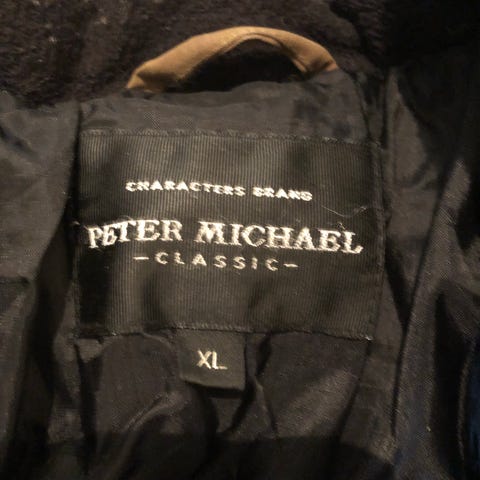 CHARACTERS BRAND
PETER MICHAEL
-CLASSIC-
XL